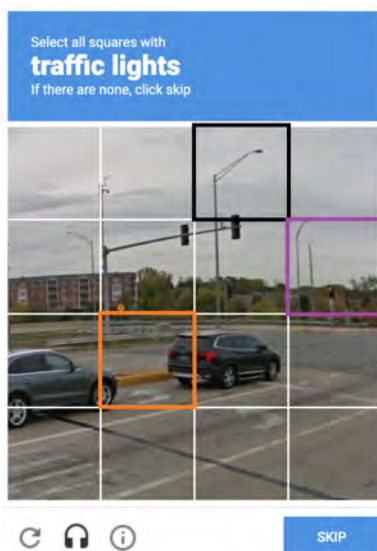 Select all squares with
traffic lights
If there are none, click skip
SKIP